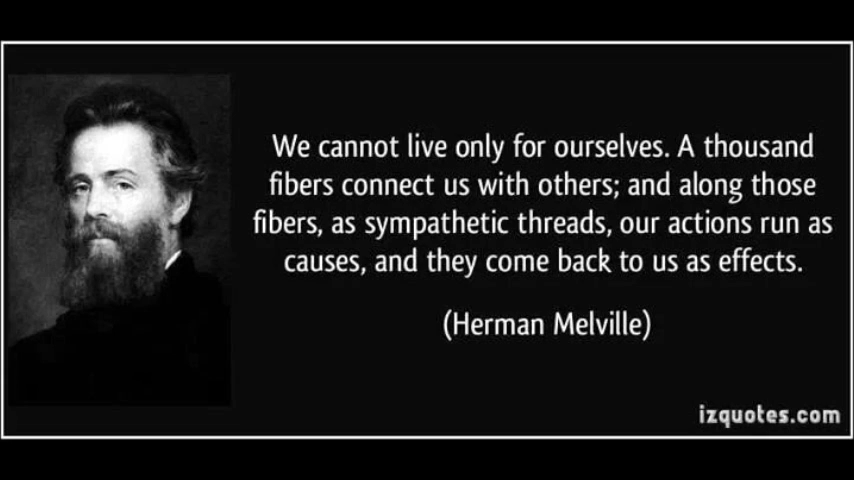 We cannot live only for ourselves. A thousand
fibers connect us with others; and along those
fibers, as sympathetic threads, our actions run as
causes, and they come back to us as effects.
(Herman Melville)
izquotes.com